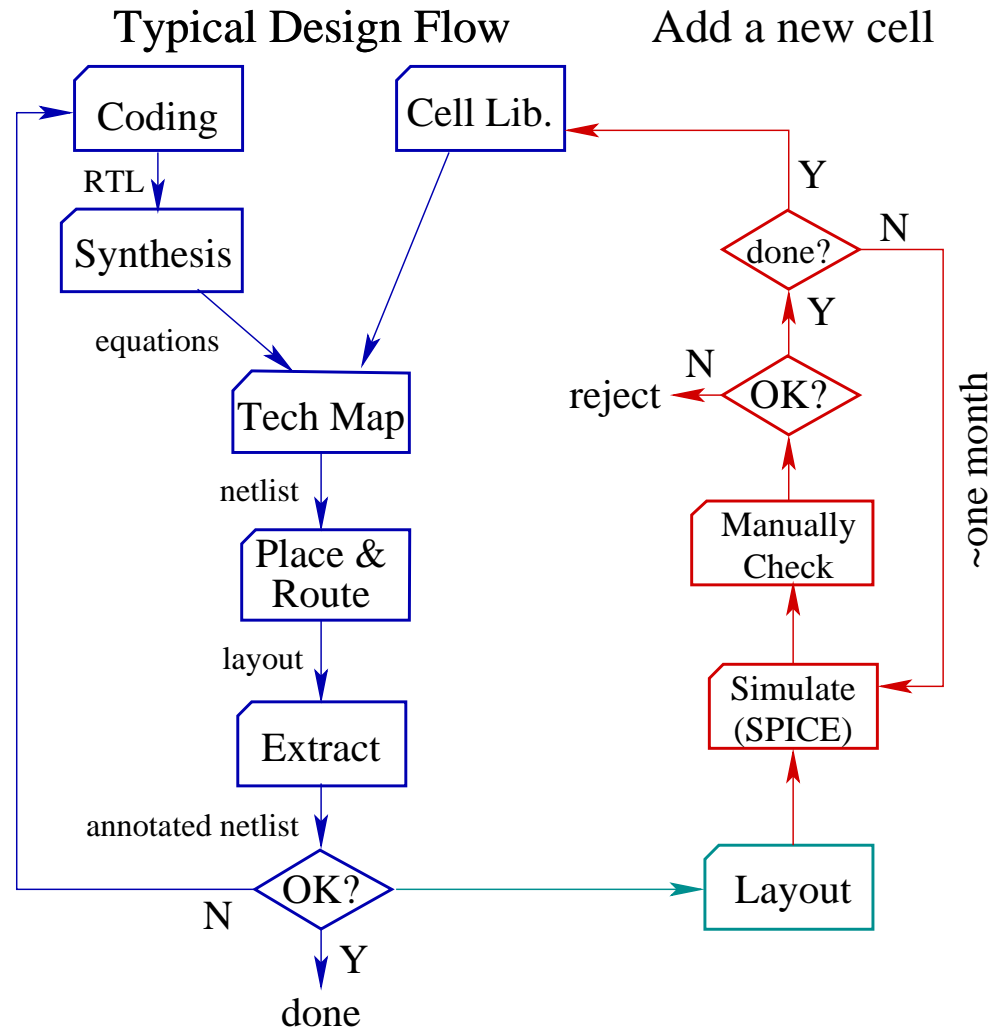 Typical Design Flow
Add a new cell
Coding
Cell Lib.
RTL
Synthesis
equations
Tech Map
netlist
Place &
Route
layout
Extract
annotated netlist
OK?
N
Y
done
Y
done?
N
Y
OK?
N
reject
~one month
Manually
Check
Simulate
(SPICE)
Layout